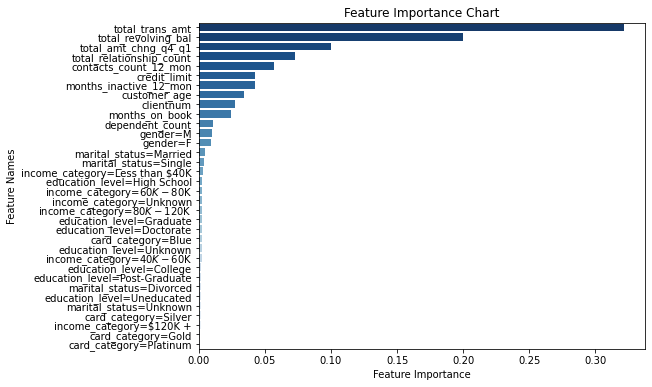 Feature Importance Chart
total_trans_amt
total_revolving_bal
total_amt_chng_q4_q1
total_relationship_count
contacts_count_12_mon
credit_limit
months_inactive_12_mon
customer_age
clientnum
months_on_book
dependent_count
gender=M
gender=F
marital_status=Married
marital_status=Single
income_category=Less than $40K
education_level=High School
income_category=60K − 80K
income_category=Unknown
income_category=80K − 120K
education_level=Graduate
education_level=Doctorate
card_category=Blue
education_level=Unknown
income_category=40K − 60K
education_level=College
education_level=Post-Graduate
marital_status=Divorced
education_level=Uneducated
marital_status=Unknown
card_category=Silver
income_category=$120K +
card_category=Gold
card_category=Platinum
Feature Names
0.00 0.05 0.10 0.15 0.20 0.25 0.30
Feature Importance